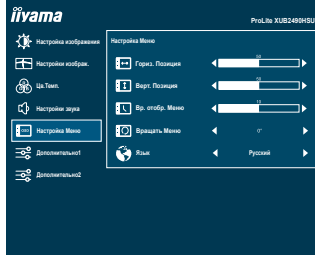 iiyama
ProLite XUB2490HSU
Настройка изображения
Настройки изображ.
Цв.Темп.
Настройки звука
Настройка Меню
Дополнительно1
Дополнительно2
Настройка Меню
Гориз. Позиция 50
Верт. Позиция 50
Вр. отобр. Меню 10
Вращать Меню 0°
Язык Русский